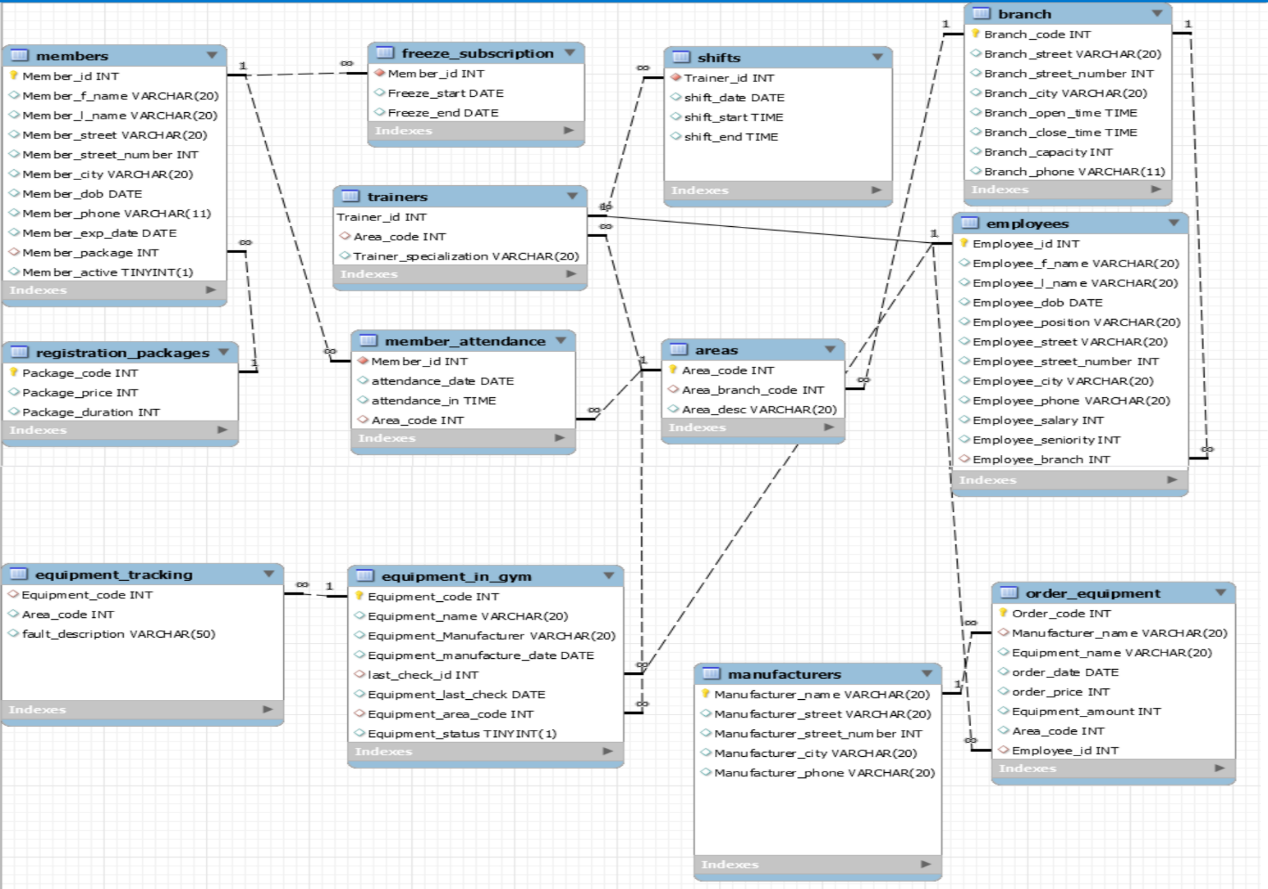 members
Member_id INT
Member_f_name VARCHAR(20)
Member_l_name VARCHAR(20)
Member_street VARCHAR(20)
Member_street_number INT
Member_city VARCHAR(20)
Member_dob DATE
Member_phone VARCHAR(11)
Member_exp_date DATE
Member_package INT
Member_active TINYINT(1)
Indexes
1
∞
freeze_subscription
Member_id INT
Freeze_start DATE
Freeze_end DATE
Indexes
∞
shifts
Trainer_id INT
shift_date DATE
shift_start TIME
shift_end TIME
Indexes
∞
branch
Branch_code INT
Branch_street VARCHAR(20)
Branch_street_number INT
Branch_city VARCHAR(20)
Branch_open_time TIME
Branch_close_time TIME
Branch_capacity INT
Branch_phone VARCHAR(11)
1
1
trainers
Trainer_id INT
Area_code INT
Trainer_specialization VARCHAR(20)
Indexes
∞
employees
Employee_id INT
Employee_f_name VARCHAR(20)
Employee_l_name VARCHAR(20)
Employee_dob DATE
Employee_position VARCHAR(20)
Employee_street VARCHAR(20)
Employee_street_number INT
Employee_city VARCHAR(20)
Employee_phone VARCHAR(20)
Employee_salary INT
Employee_seniority INT
Employee_branch INT
Indexes
1
∞
registration_packages
Package_code INT
Package_price INT
Package_duration INT
Indexes
1
member_attendance
Member_id INT
attendance_date DATE
attendance_in TIME
Area_code INT
Indexes
∞
∞
areas
Area_code INT
Area_branch_code INT
Area_desc VARCHAR(20)
Indexes
1
∞
equipment_tracking
Equipment_code INT
Area_code INT
fault_description VARCHAR(50)
Indexes
∞
equipment_in_gym
Equipment_code INT
Equipment_name VARCHAR(20)
Equipment_Manufacturer VARCHAR(20)
Equipment_manufacture_date DATE
last_check_id INT
Equipment_last_check DATE
Equipment_area_code INT
Equipment_status TINYINT(1)
Indexes
1
∞
∞
manufacturers
Manufacturer_name VARCHAR(20)
Manufacturer_street VARCHAR(20)
Manufacturer_street_number INT
Manufacturer_city VARCHAR(20)
Manufacturer_phone VARCHAR(20)
Indexes
1
order_equipment
Order_code INT
Manufacturer_name VARCHAR(20)
Equipment_name VARCHAR(20)
order_date DATE
order_price INT
Equipment_amount INT
Area_code INT
Employee_id INT
Indexes
∞
∞